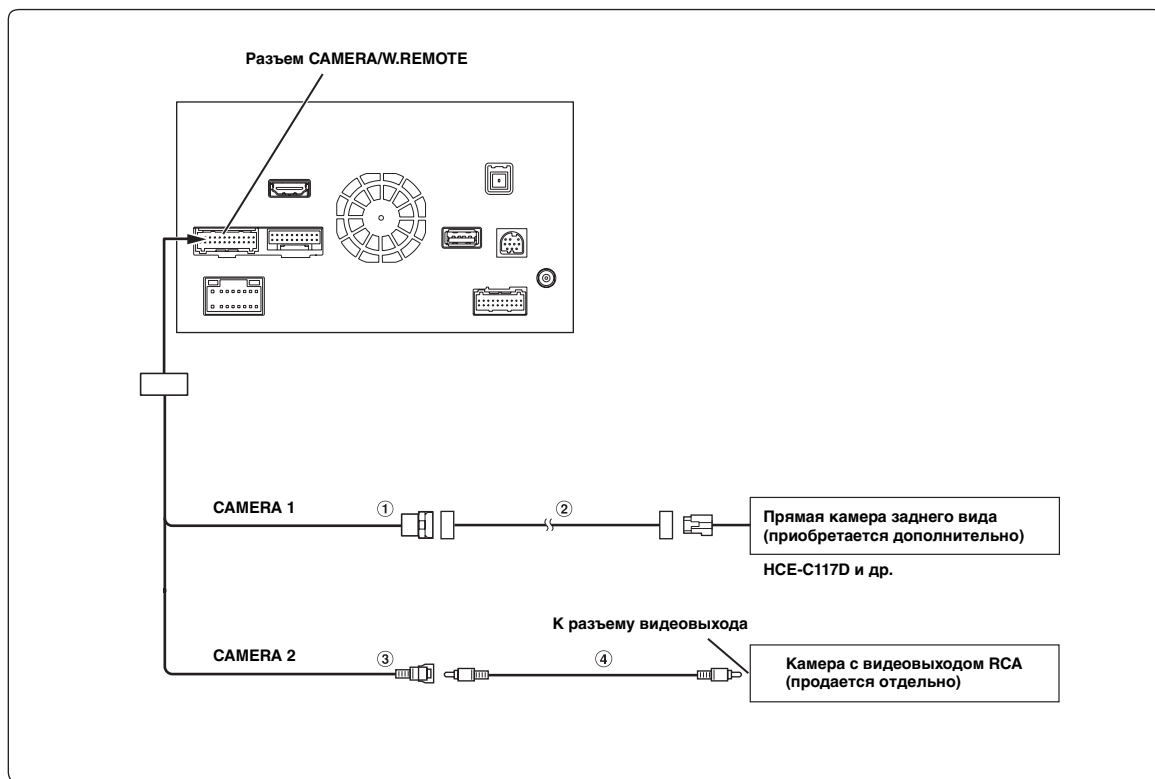 Разъем CAMERA/W.REMOTE
CAMERA 1
①
②
Прямая камера заднего вида
(приобретается дополнительно)
HCE-C117D и др.
К разъему видеовыхода
CAMERA 2
③
④
Камера с видеовыходом RCA
(продается отдельно)